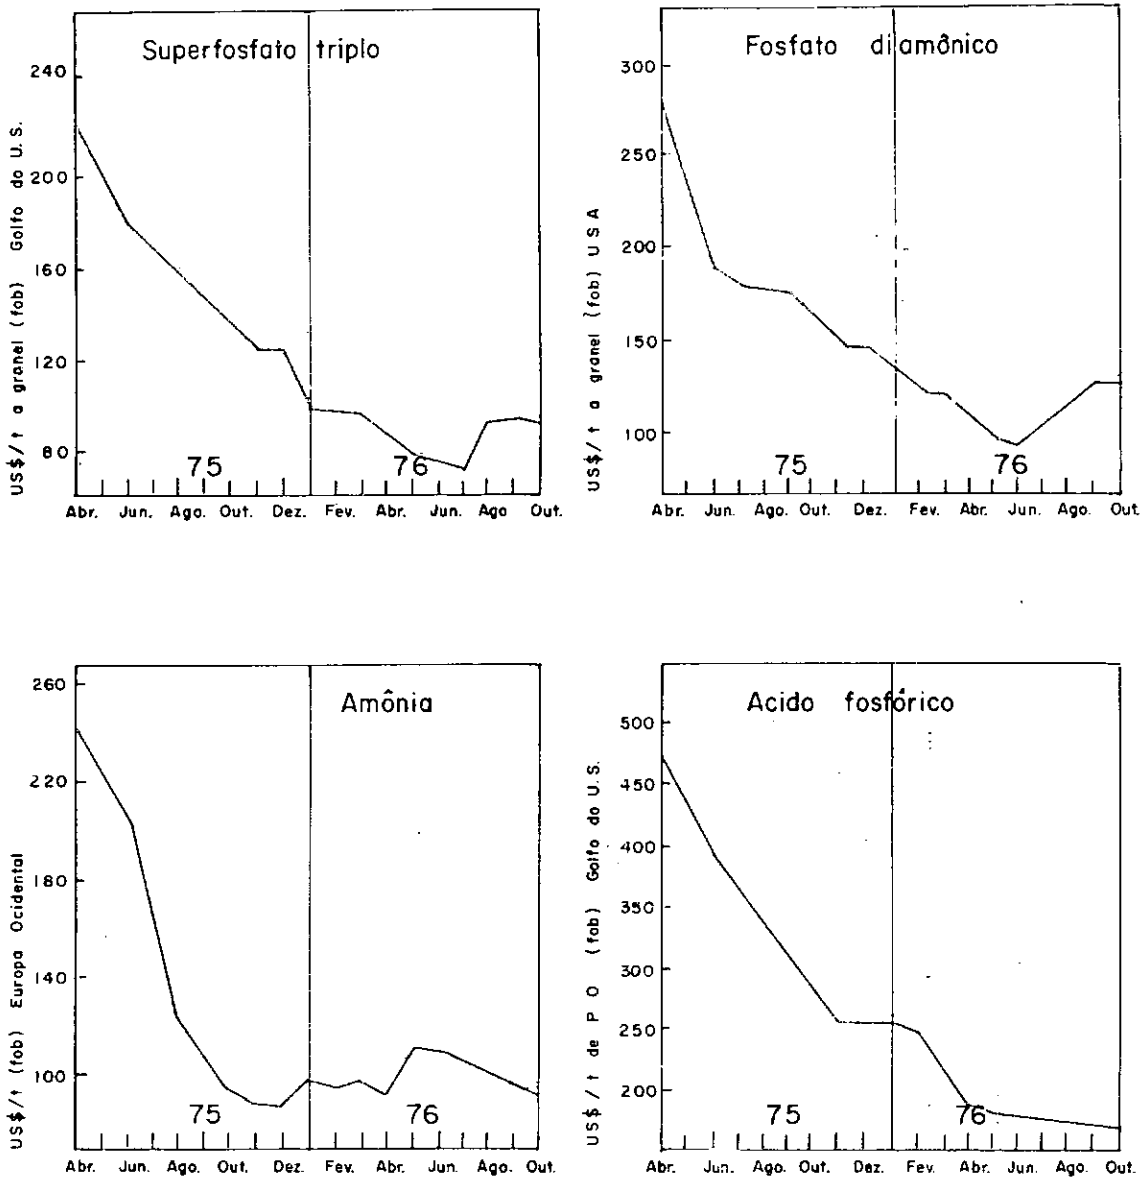 Superfosfato triplo
US$/t a granel (fob) Golfo do U.S.
240
200
160
120
80
75
76
Abr. Jun. Ago. Out. Dez. Fev. Abr. Jun. Ago Out.
Fosfato diamônico
US$/t a granel (fob) USA
300
250
200
150
100
75
76
Abr. Jun. Ago. Out. Dez. Fev. Abr. Jun. Ago. Out.
Amônia
US$/t (fob) Europa Ocidental
260
220
180
140
100
75
76
Abr. Jun. Ago. Out. Dez. Fev. Abr. Jun. Ago. Out.
Acido fosfórico
US$/t de P O (fob) Golfo do U.S.
500
450
400
350
300
250
200
75
76
Abr. Jun. Ago. Out. Dez. Fev. Abr. Jun. Ago. Out.